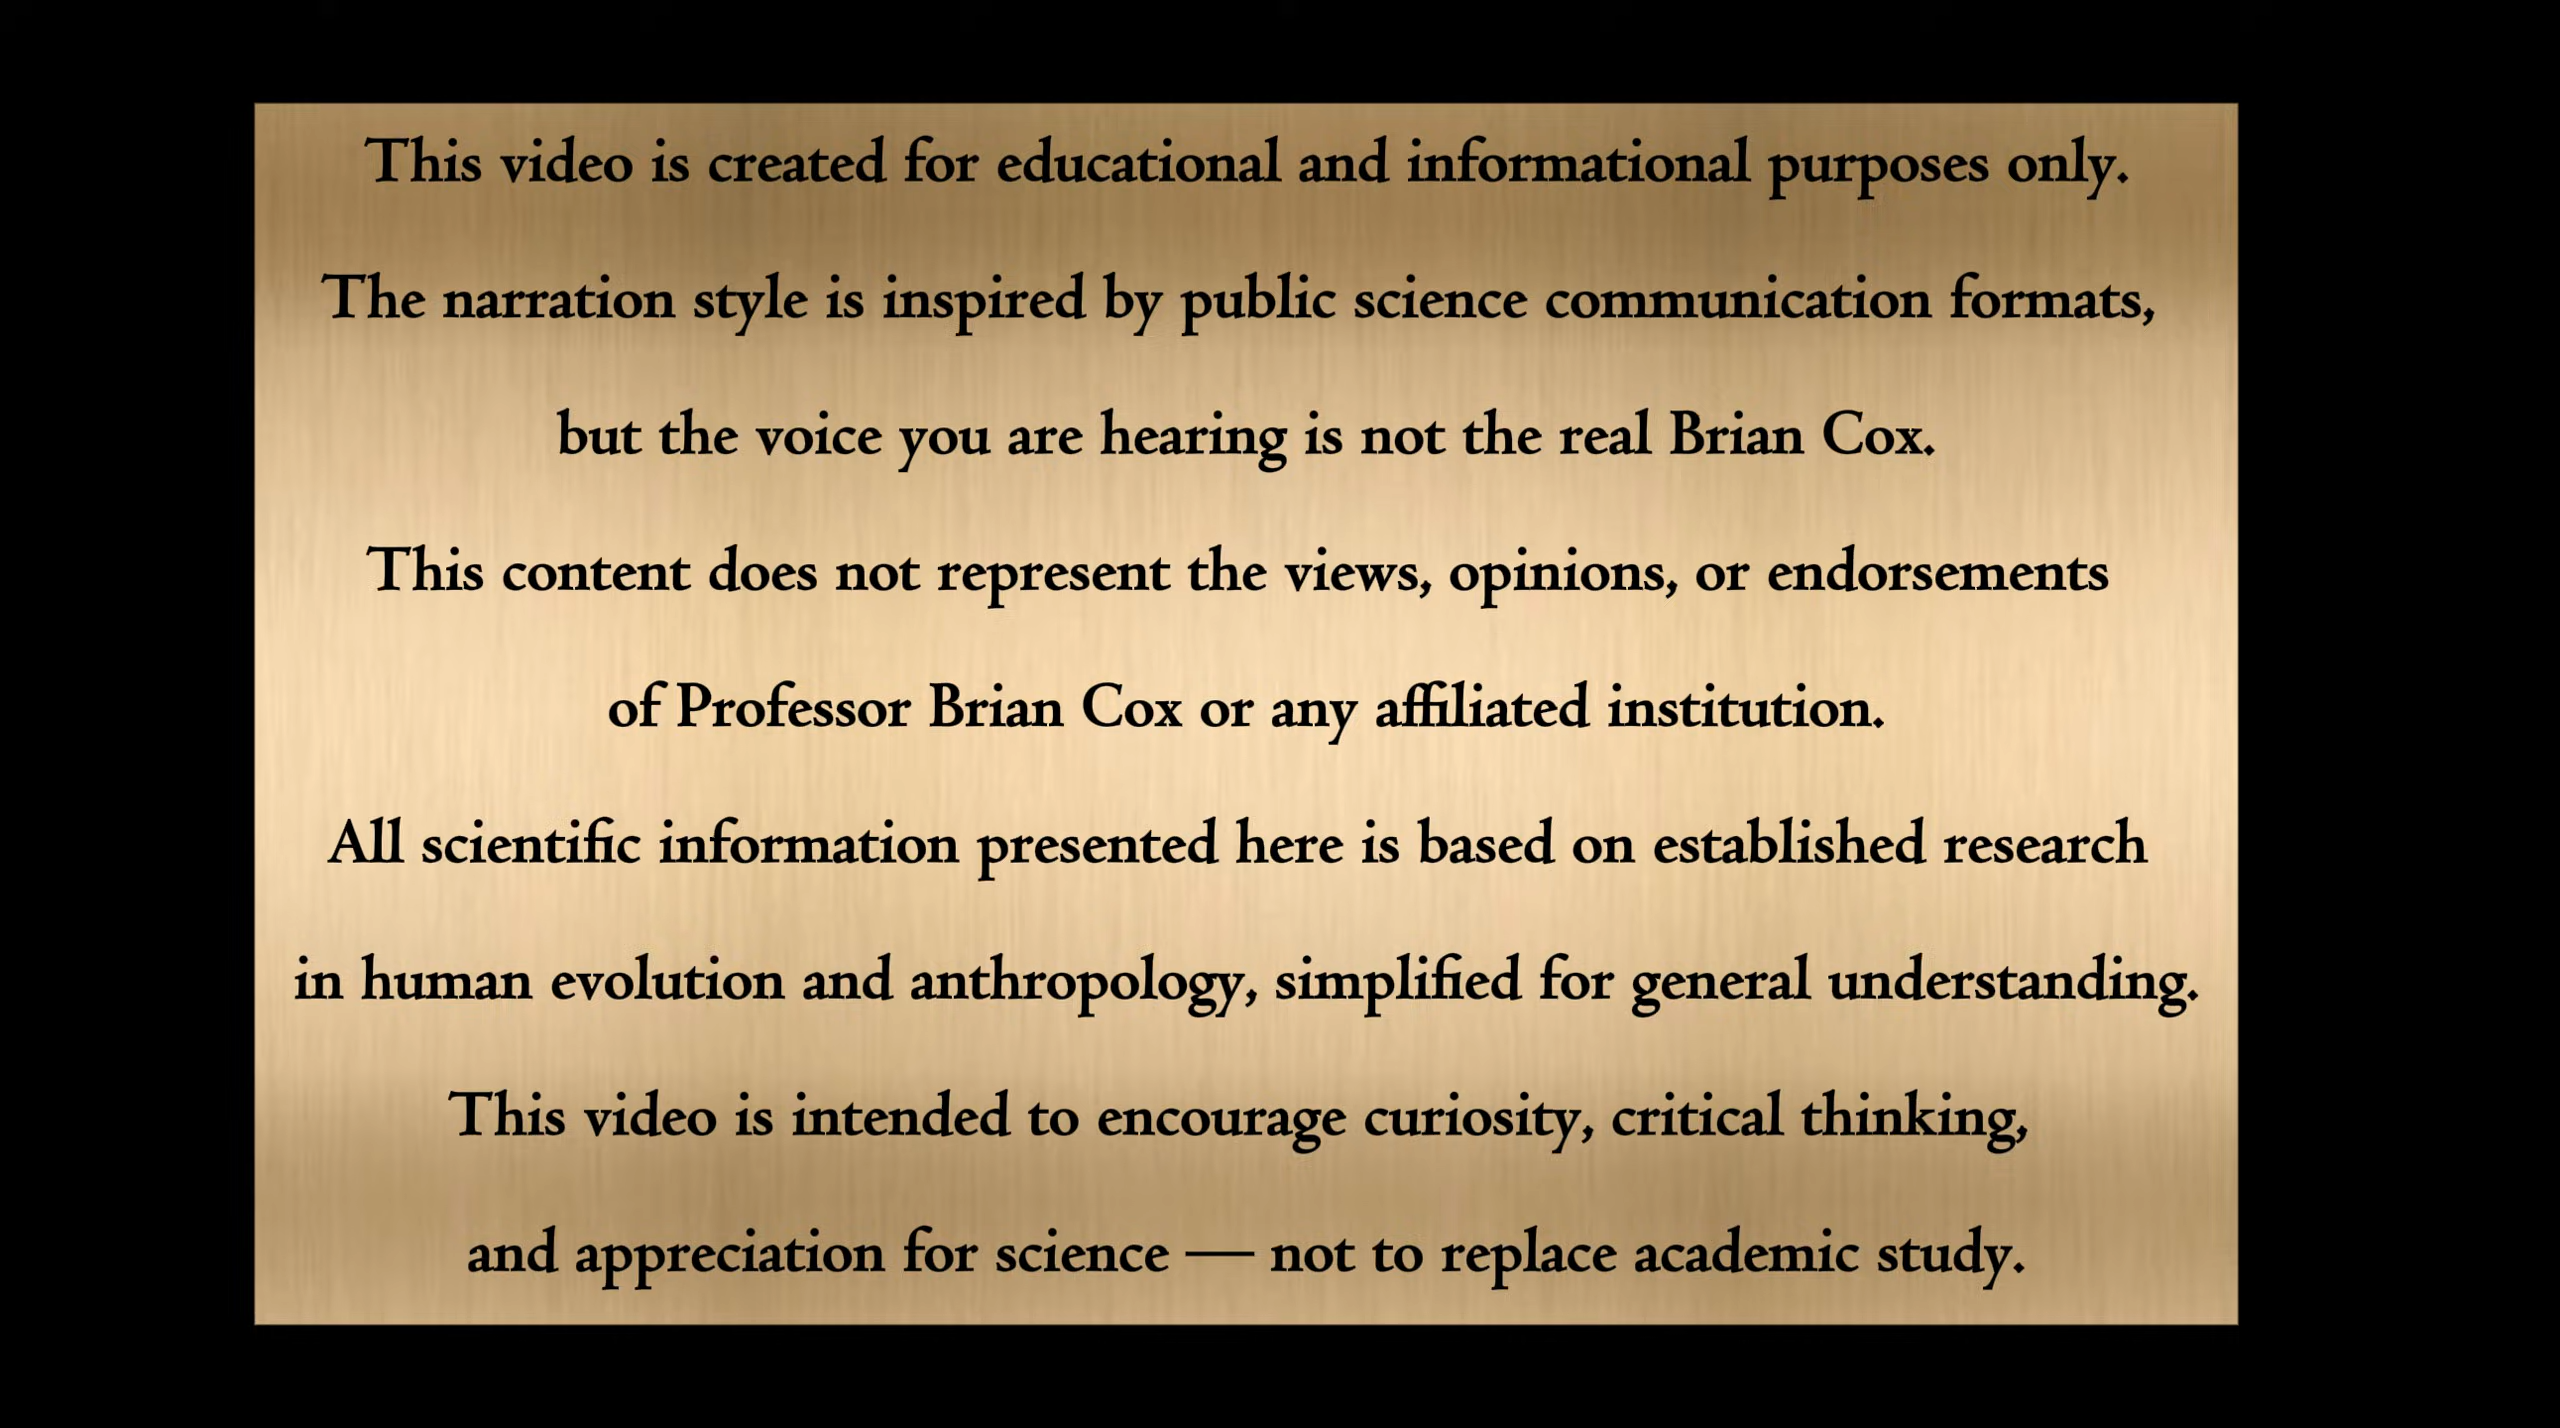 This video is created for educational and informational purposes only.
The narration style is inspired by public science communication formats,
but the voice you are hearing is not the real Brian Cox.
This content does not represent the views, opinions, or endorsements
of Professor Brian Cox or any affiliated institution.
All scientific information presented here is based on established research
in human evolution and anthropology, simplified for general understanding.
This video is intended to encourage curiosity, critical thinking,
and appreciation for science — not to replace academic study.